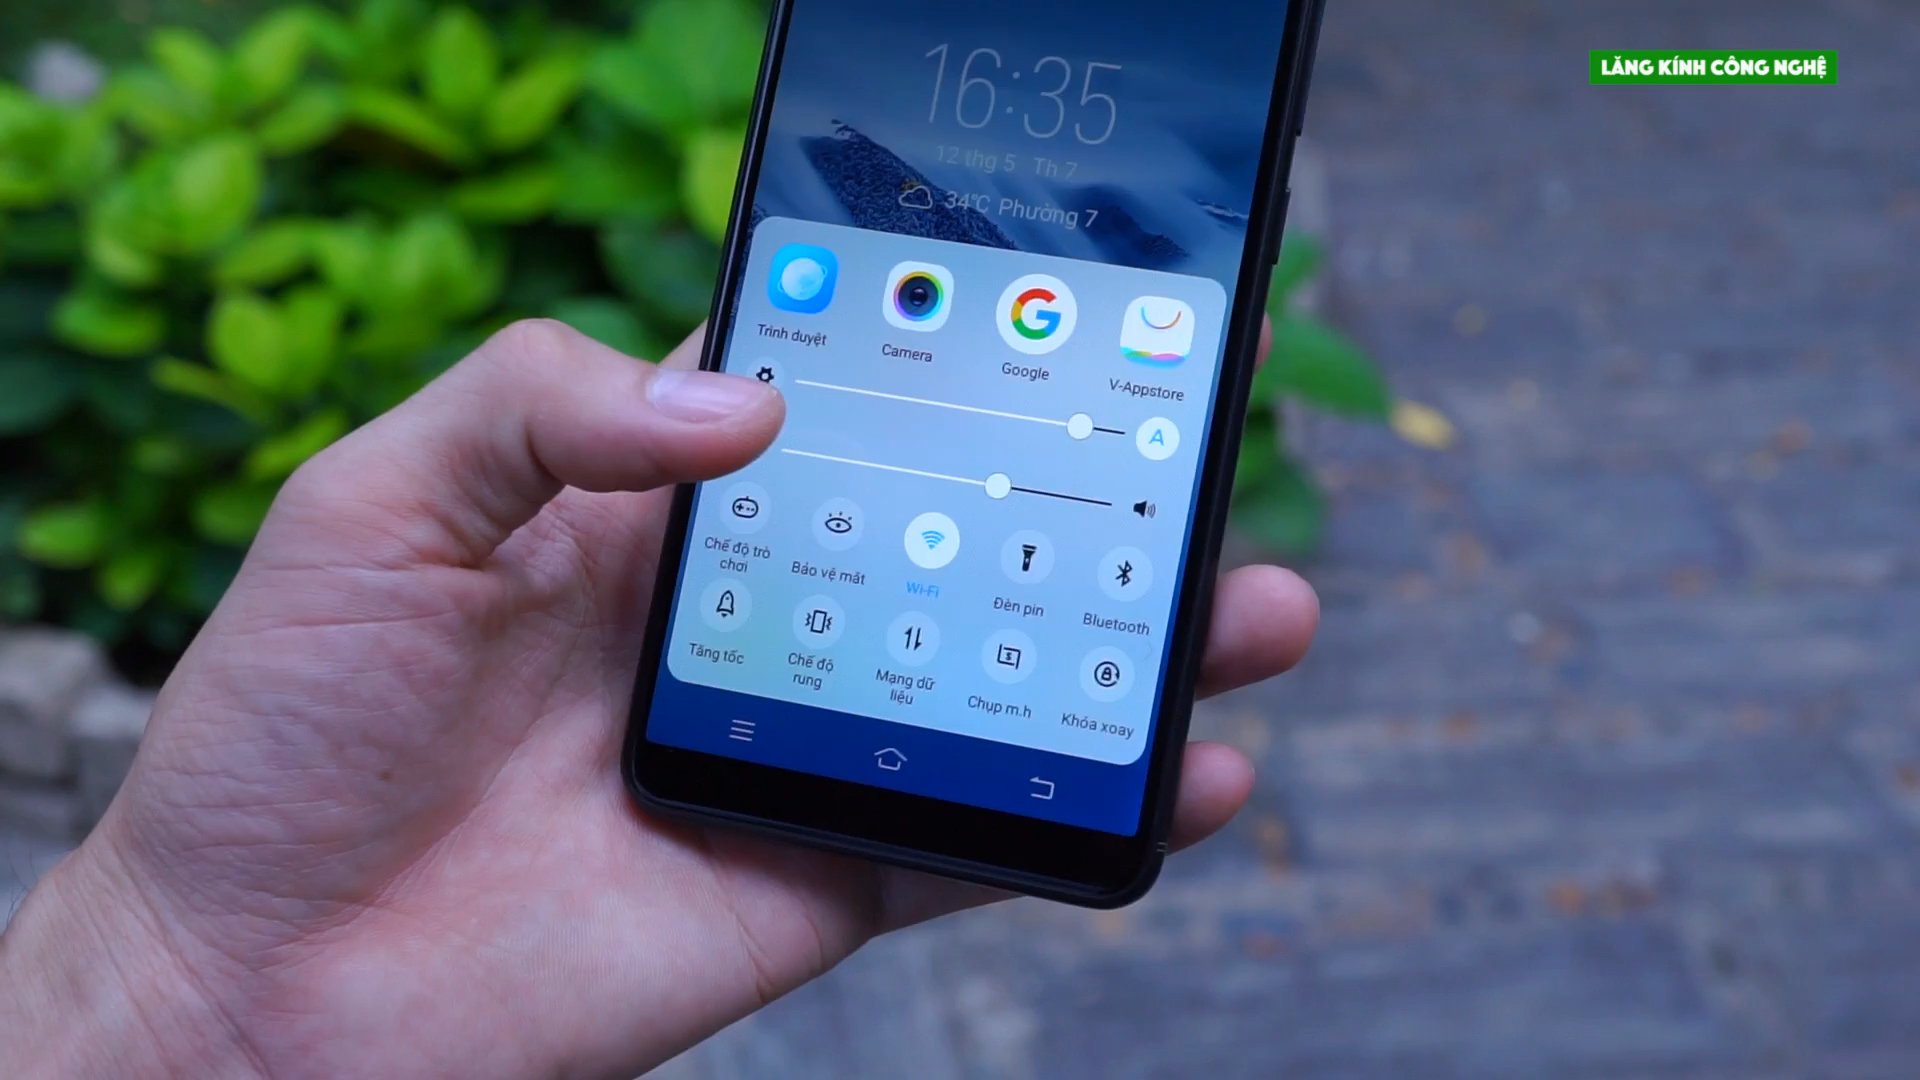 LĂNG KÍNH CÔNG NGHỆ
16:35
12 thg 5 Th 7
34°C Phường 7
Trình duyệt
Camera
Google
V-Appstore
A
Chế độ trò
chơi
Bảo vệ mắt
Wi-Fi
Đèn pin
Bluetooth
Tăng tốc
Chế độ
rung
Mạng dữ
liệu
Chụp m.h
Khóa xoay